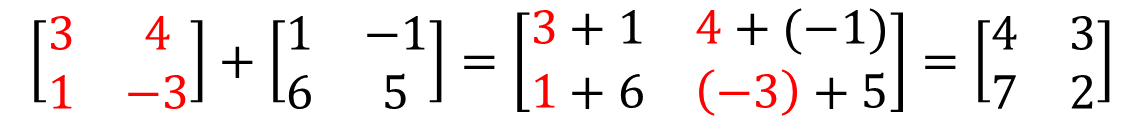 [3 4] + [1 −1] = [3 + 1 4 + (−1)] = [4 3]
[1 −3] [6 5] [1 + 6 (−3) + 5] [7 2]